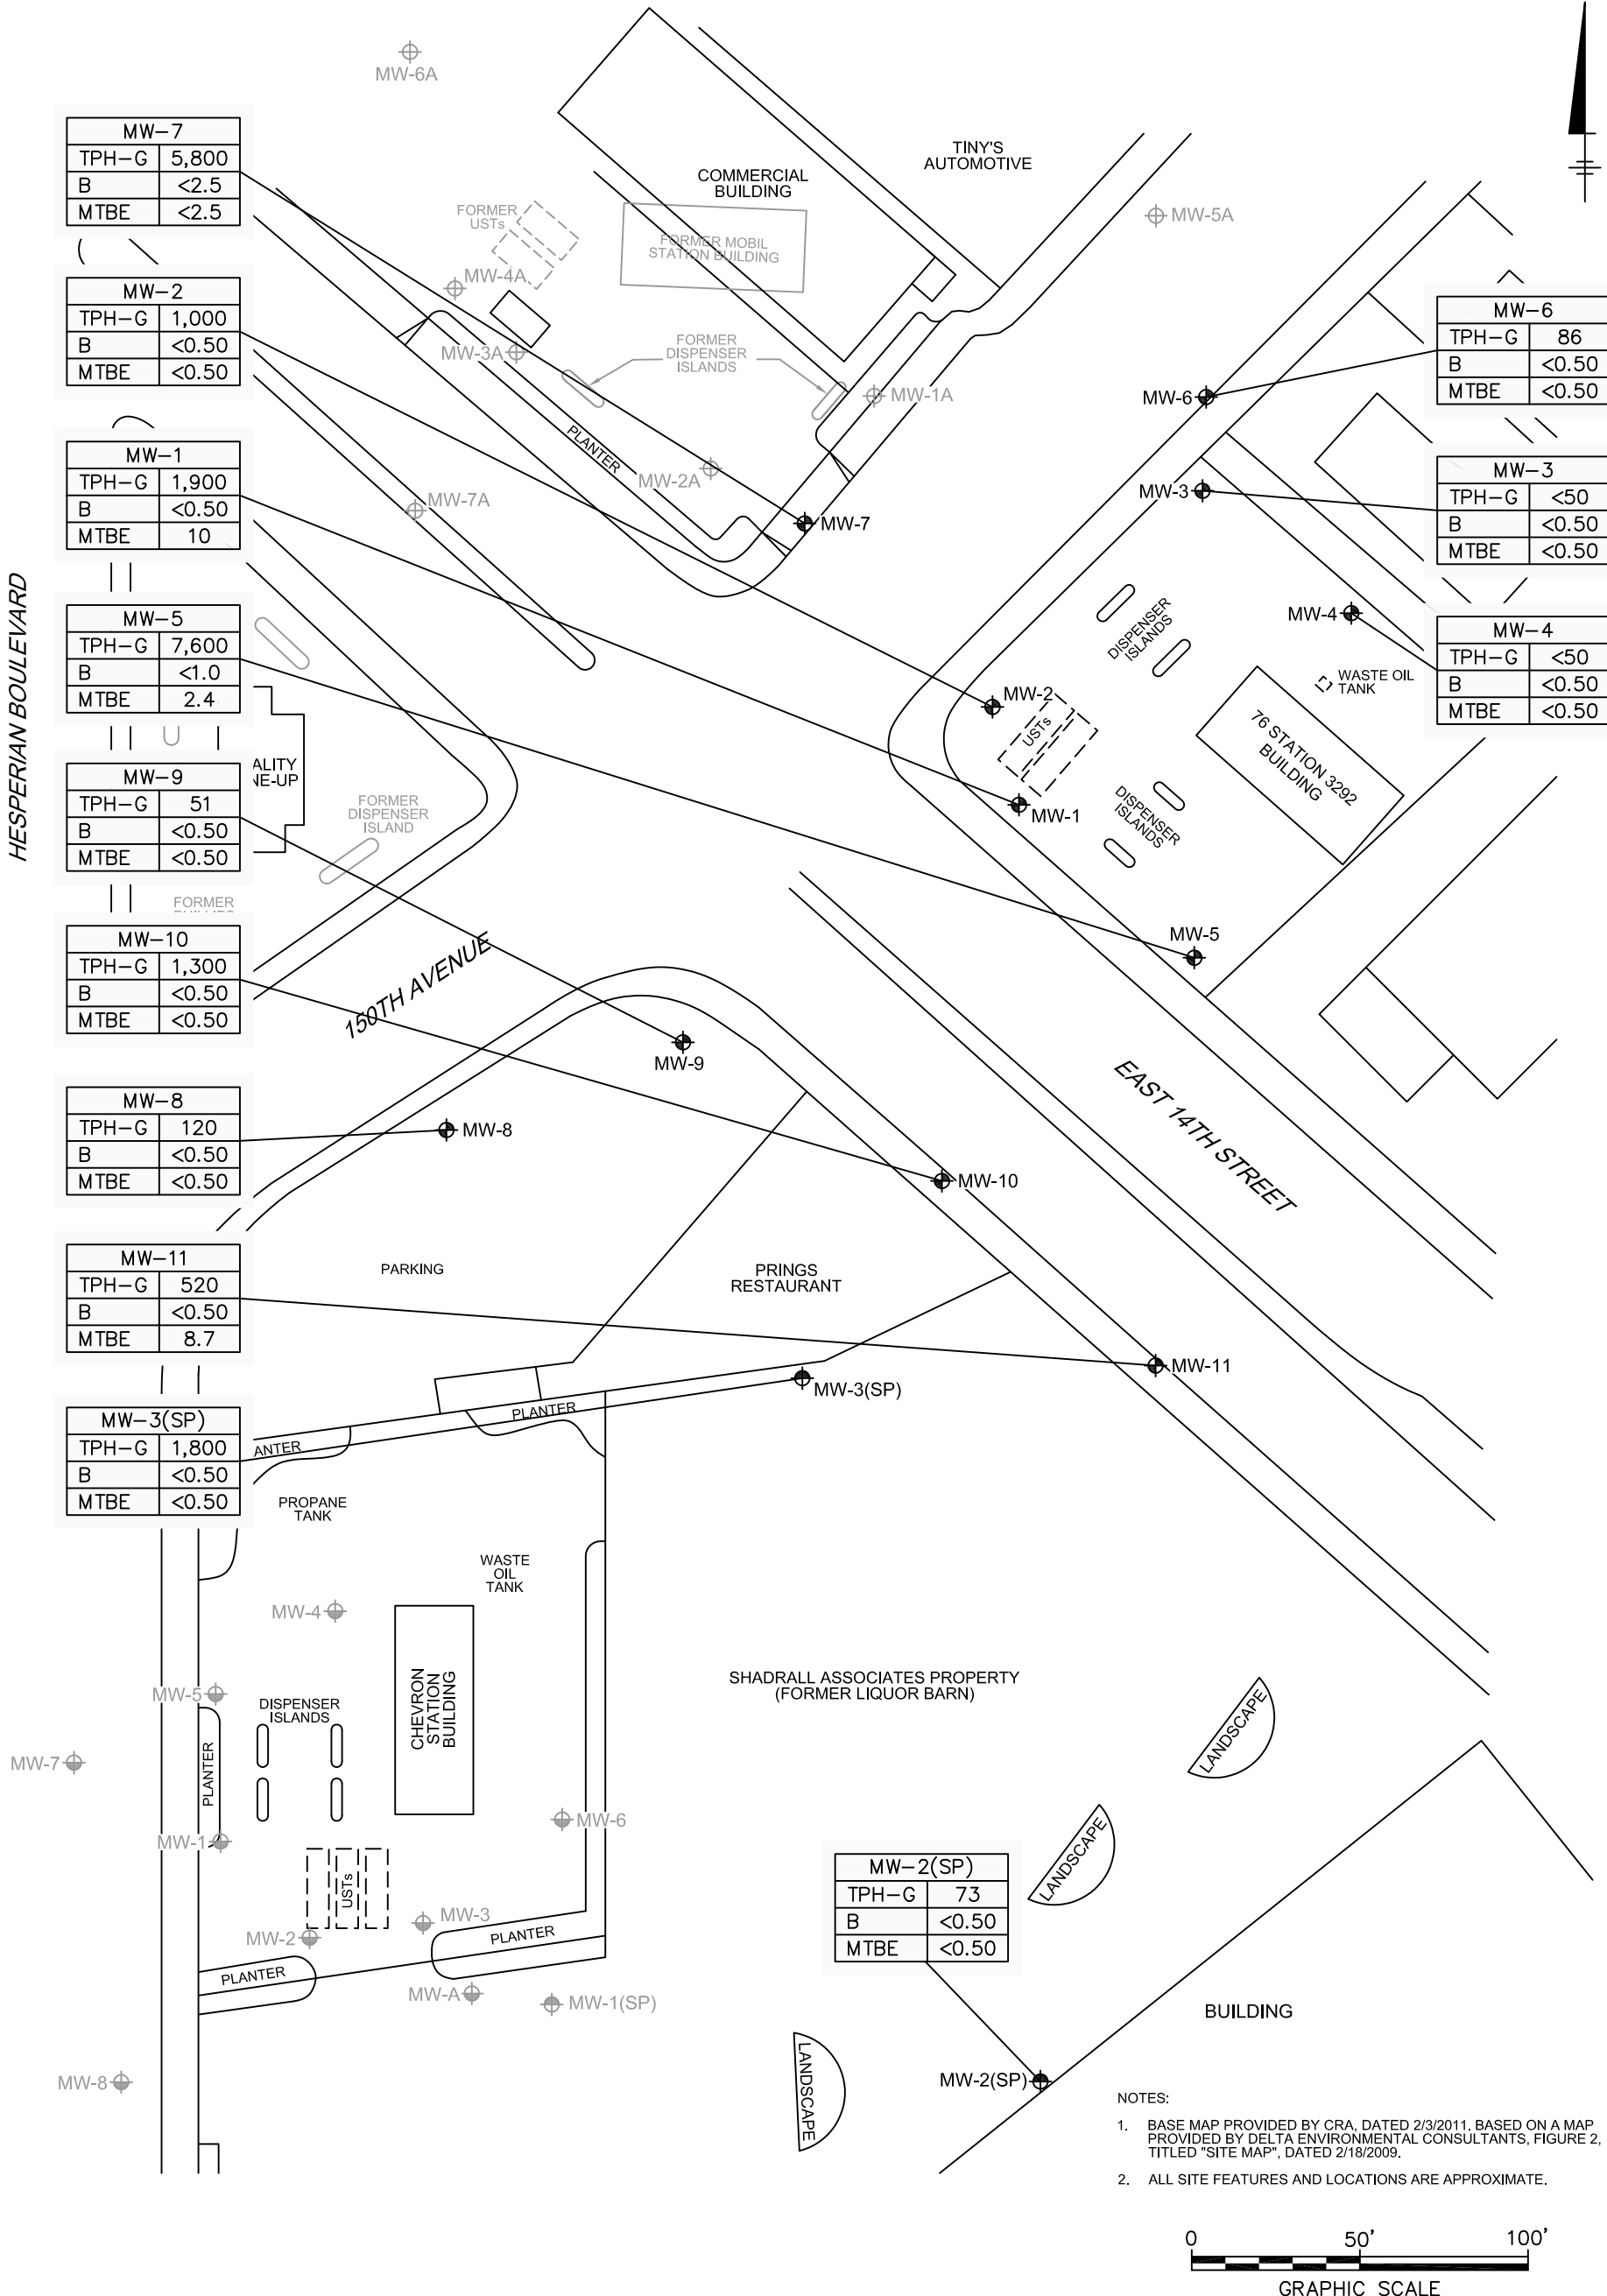 MW-6A
MW-7
TPH-G 5,800
B <2.5
MTBE <2.5
MW-2
TPH-G 1,000
B <0.50
MTBE <0.50
MW-1
TPH-G 1,900
B <0.50
MTBE 10
MW-5
TPH-G 7,600
B <1.0
MTBE 2.4
MW-9
TPH-G 51
B <0.50
MTBE <0.50
MW-10
TPH-G 1,300
B <0.50
MTBE <0.50
MW-8
TPH-G 120
B <0.50
MTBE <0.50
MW-11
TPH-G 520
B <0.50
MTBE 8.7
MW-3(SP)
TPH-G 1,800
B <0.50
MTBE <0.50
MW-6
TPH-G 86
B <0.50
MTBE <0.50
MW-3
TPH-G <50
B <0.50
MTBE <0.50
MW-4
TPH-G <50
B <0.50
MTBE <0.50
HESPERIAN BOULEVARD
TINY'S
AUTOMOTIVE
COMMERCIAL
BUILDING
FORMER
USTs
FORMER MOBIL
STATION BUILDING
MW-5A
MW-4A
MW-3A
FORMER
DISPENSER
ISLANDS
MW-1A
PLANTER
MW-2A
MW-7A
MW-7
MW-6
MW-3
MW-4
DISPENSER
ISLANDS
WASTE OIL
TANK
MW-2
USTs
76 STATION 3292
BUILDING
MW-1
DISPENSER
ISLANDS
ALITY
NE-UP
FORMER
DISPENSER
ISLAND
FORMER
MW-5
150TH AVENUE
MW-9
EAST 14TH STREET
MW-8
MW-10
PARKING
PRINGS
RESTAURANT
MW-11
MW-3(SP)
PLANTER
ANTER
PROPANE
TANK
WASTE
OIL
TANK
MW-4
CHEVRON
STATION
BUILDING
MW-5
DISPENSER
ISLANDS
SHADRALL ASSOCIATES PROPERTY
(FORMER LIQUOR BARN)
LANDSCAPE
MW-7
PLANTER
MW-6
MW-1
LANDSCAPE
USTs
MW-2(SP)
TPH-G 73
B <0.50
MTBE <0.50
MW-3
MW-2
PLANTER
PLANTER
MW-A
MW-1(SP)
BUILDING
LANDSCAPE
MW-8
MW-2(SP)
NOTES:
1. BASE MAP PROVIDED BY CRA, DATED 2/3/2011, BASED ON A MAP
PROVIDED BY DELTA ENVIRONMENTAL CONSULTANTS, FIGURE 2,
TITLED "SITE MAP", DATED 2/18/2009.
2. ALL SITE FEATURES AND LOCATIONS ARE APPROXIMATE.
0 50' 100'
GRAPHIC SCALE